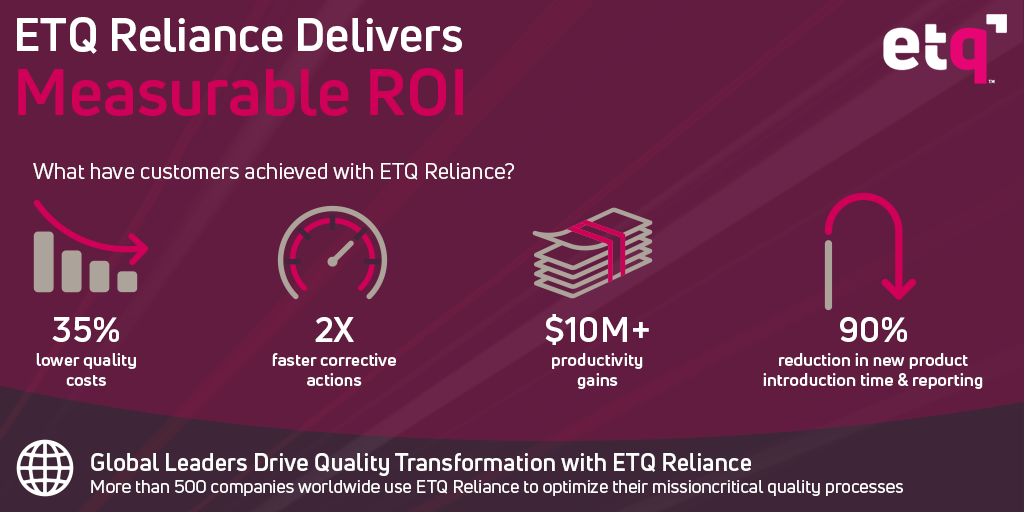 ETQ Reliance Delivers
Measurable ROI
etq
™
What have customers achieved with ETQ Reliance?
35%
lower quality
costs
2X
faster corrective
actions
$10M+
productivity
gains
90%
reduction in new product
introduction time & reporting
Global Leaders Drive Quality Transformation with ETQ Reliance
More than 500 companies worldwide use ETQ Reliance to optimize their missioncritical quality processes